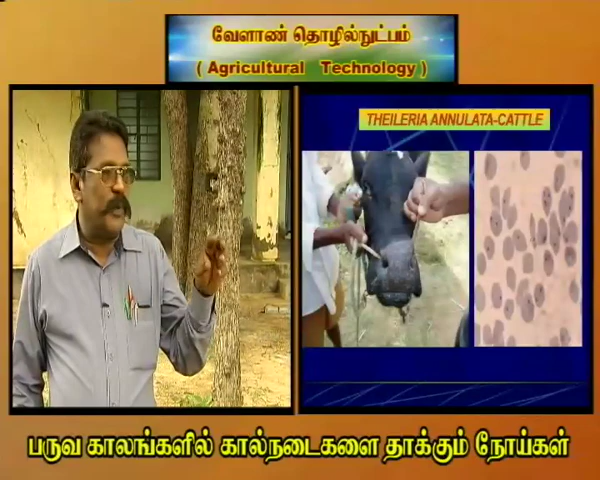 வேளாண் தொழில்நுட்பம்
( Agricultural Technology )
THEILERIA ANNULATA-CATTLE
பருவ காலங்களில் கால்நடைகளை தாக்கும் நோய்கள்